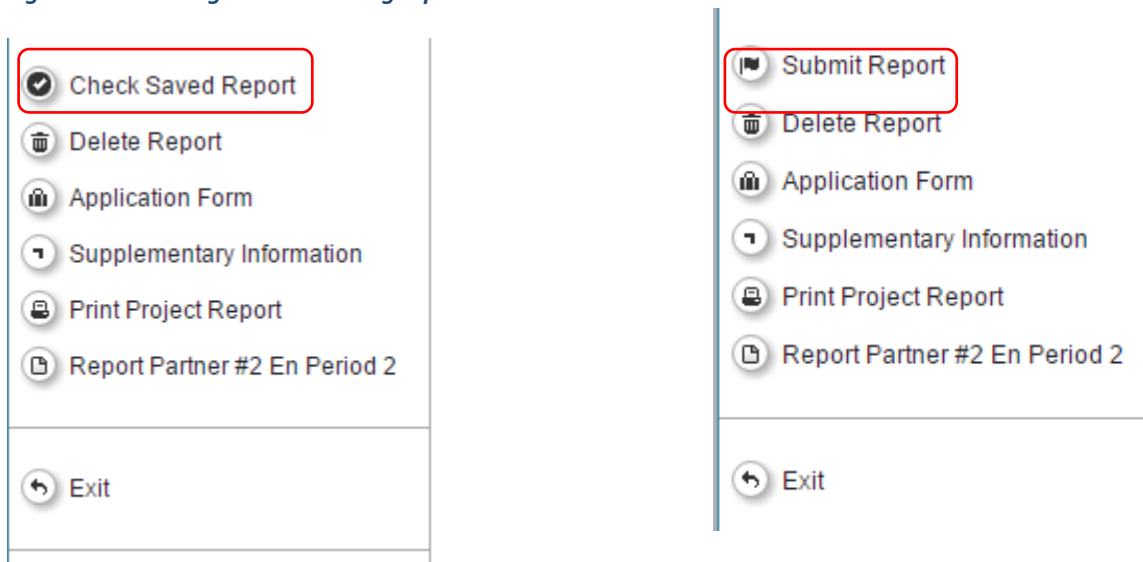 Check Saved Report
Delete Report
Application Form
Supplementary Information
Print Project Report
Report Partner #2 En Period 2
Exit
Submit Report
Delete Report
Application Form
Supplementary Information
Print Project Report
Report Partner #2 En Period 2
Exit